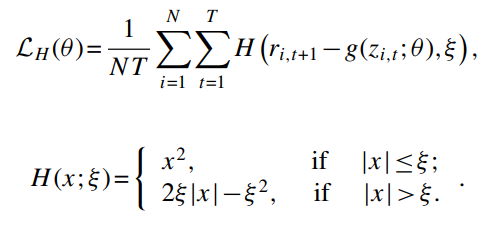 ℒ_H(θ) = \frac{1}{NT} \sum_{i=1}^{N} \sum_{t=1}^{T} H(r_{i,t+1} − g(z_{i,t}; θ), ξ),
H(x; ξ) = { x², if |x| ≤ ξ;
2ξ|x| − ξ², if |x| > ξ. .